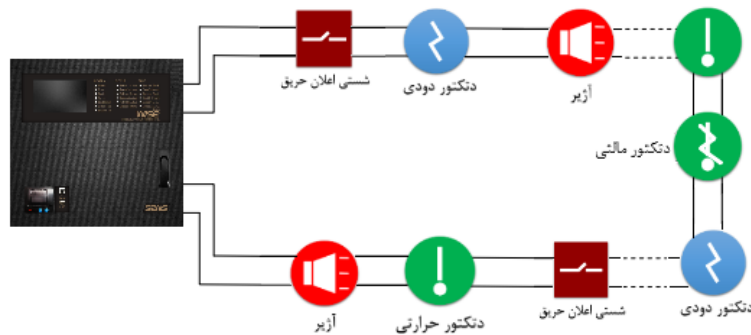 شستی اعلان حریق
دتکتور دودی
آژیر
دتکتور مالتی
دتکتور دودی
شستی اعلان حریق
دتکتور حرارتی
آژیر